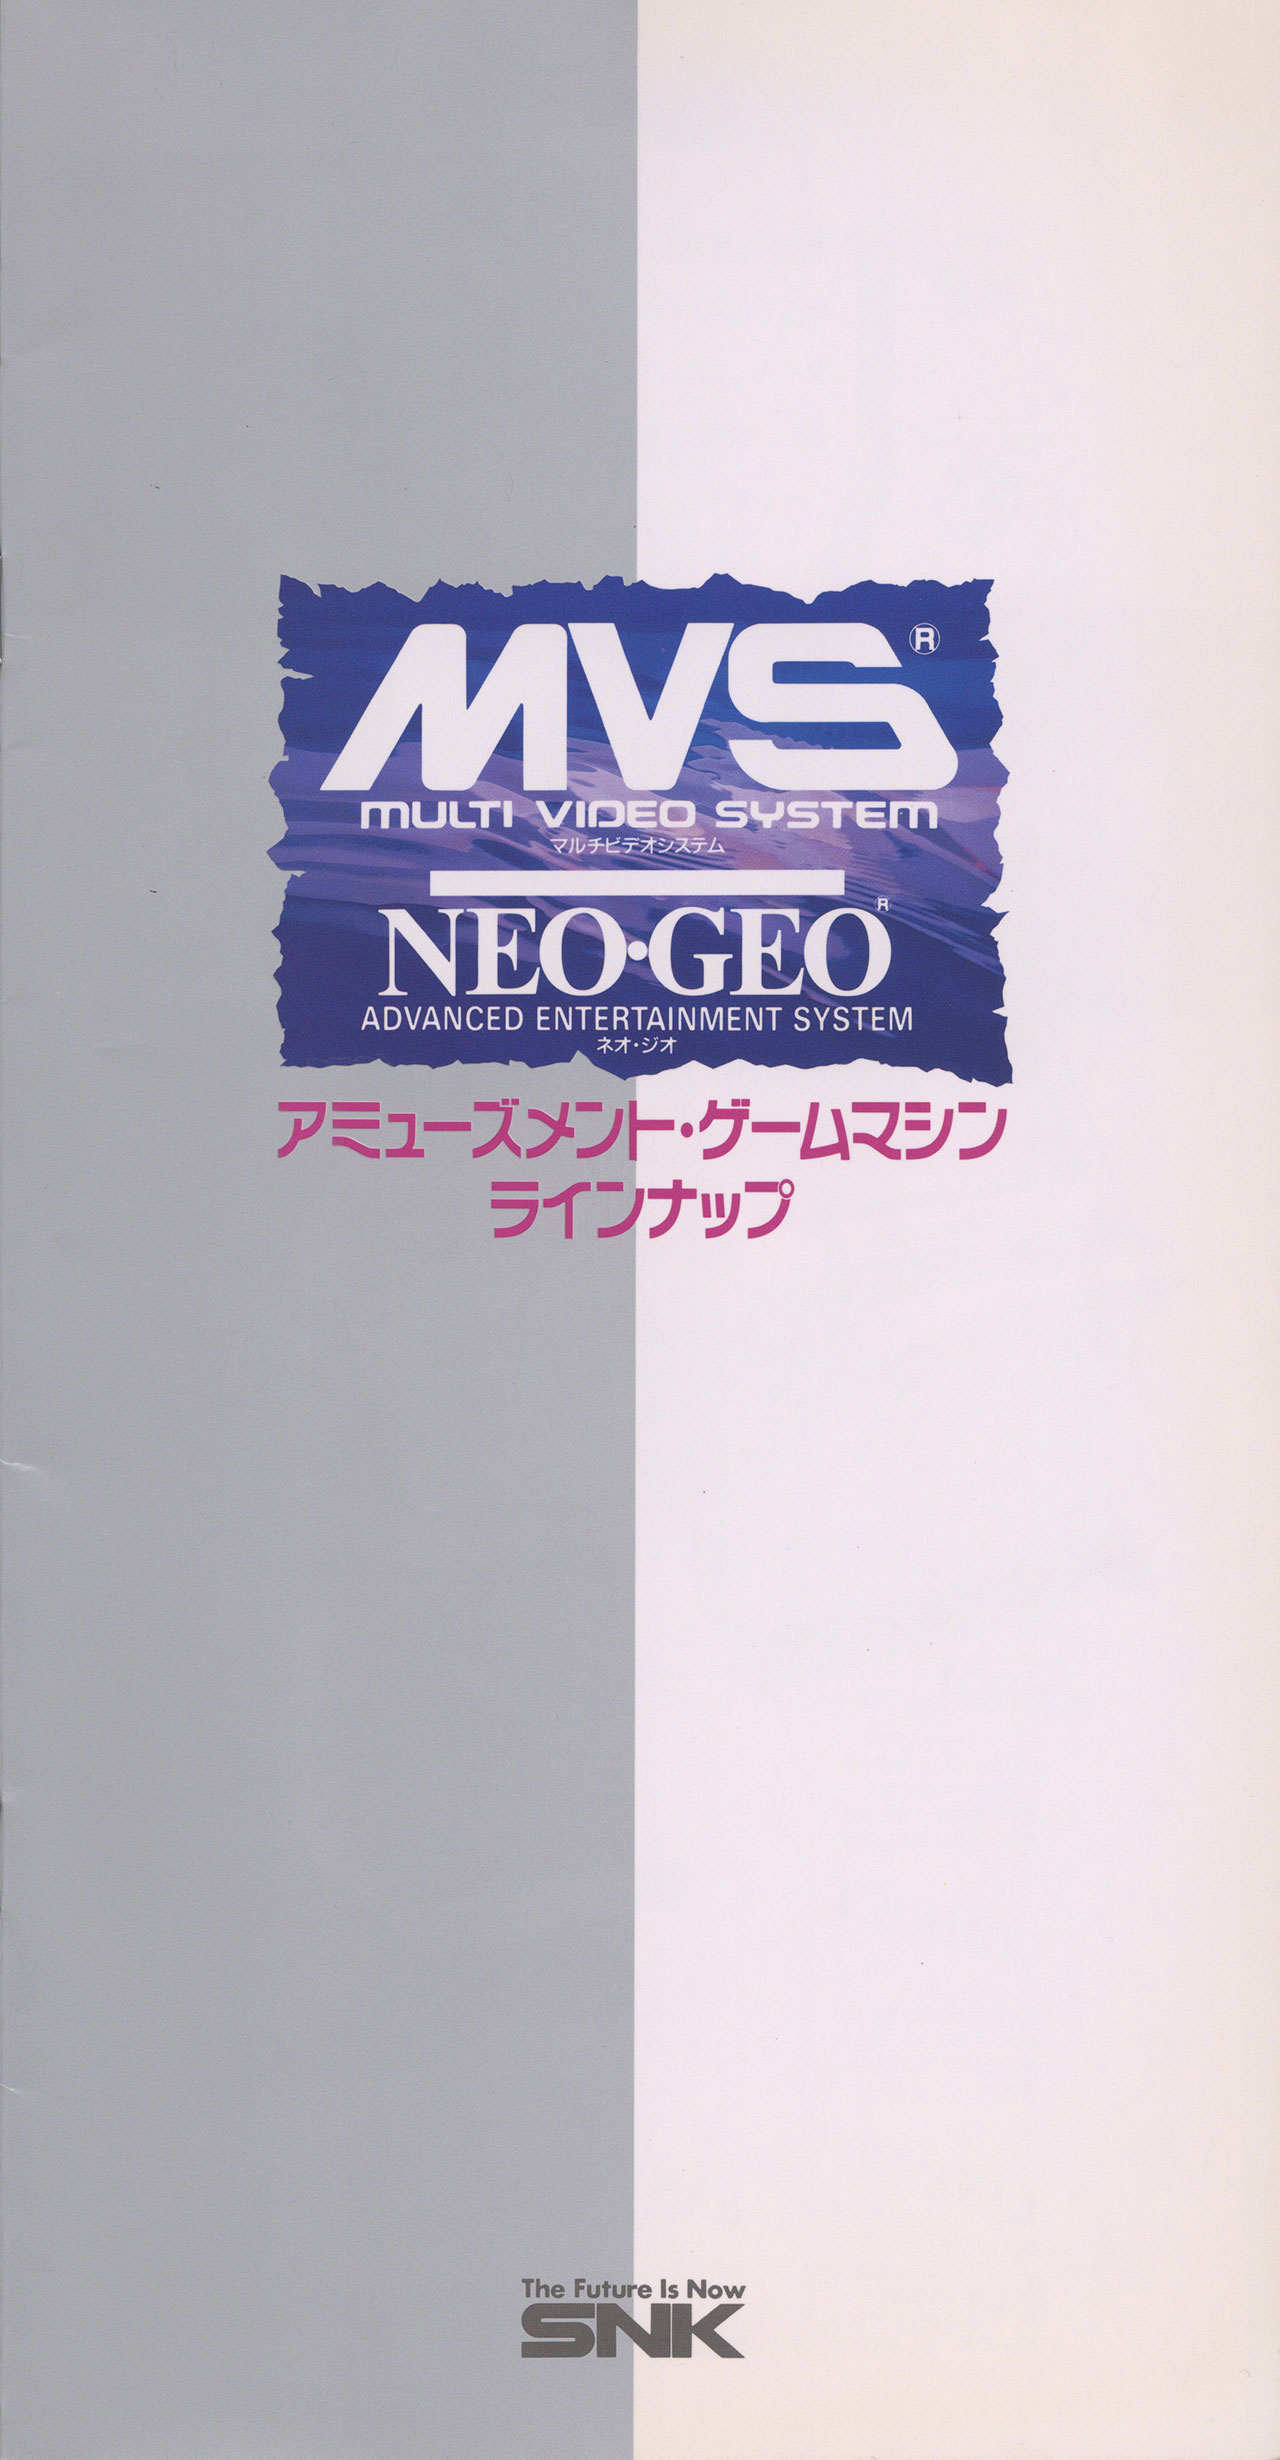 MVS®
MULTI VIDEO SYSTEM
マルチビデオシステム
NEO•GEO®
ADVANCED ENTERTAINMENT SYSTEM
ネオ・ジオ
アミューズメント・ゲームマシン
ラインナップ
The Future Is Now
SNK